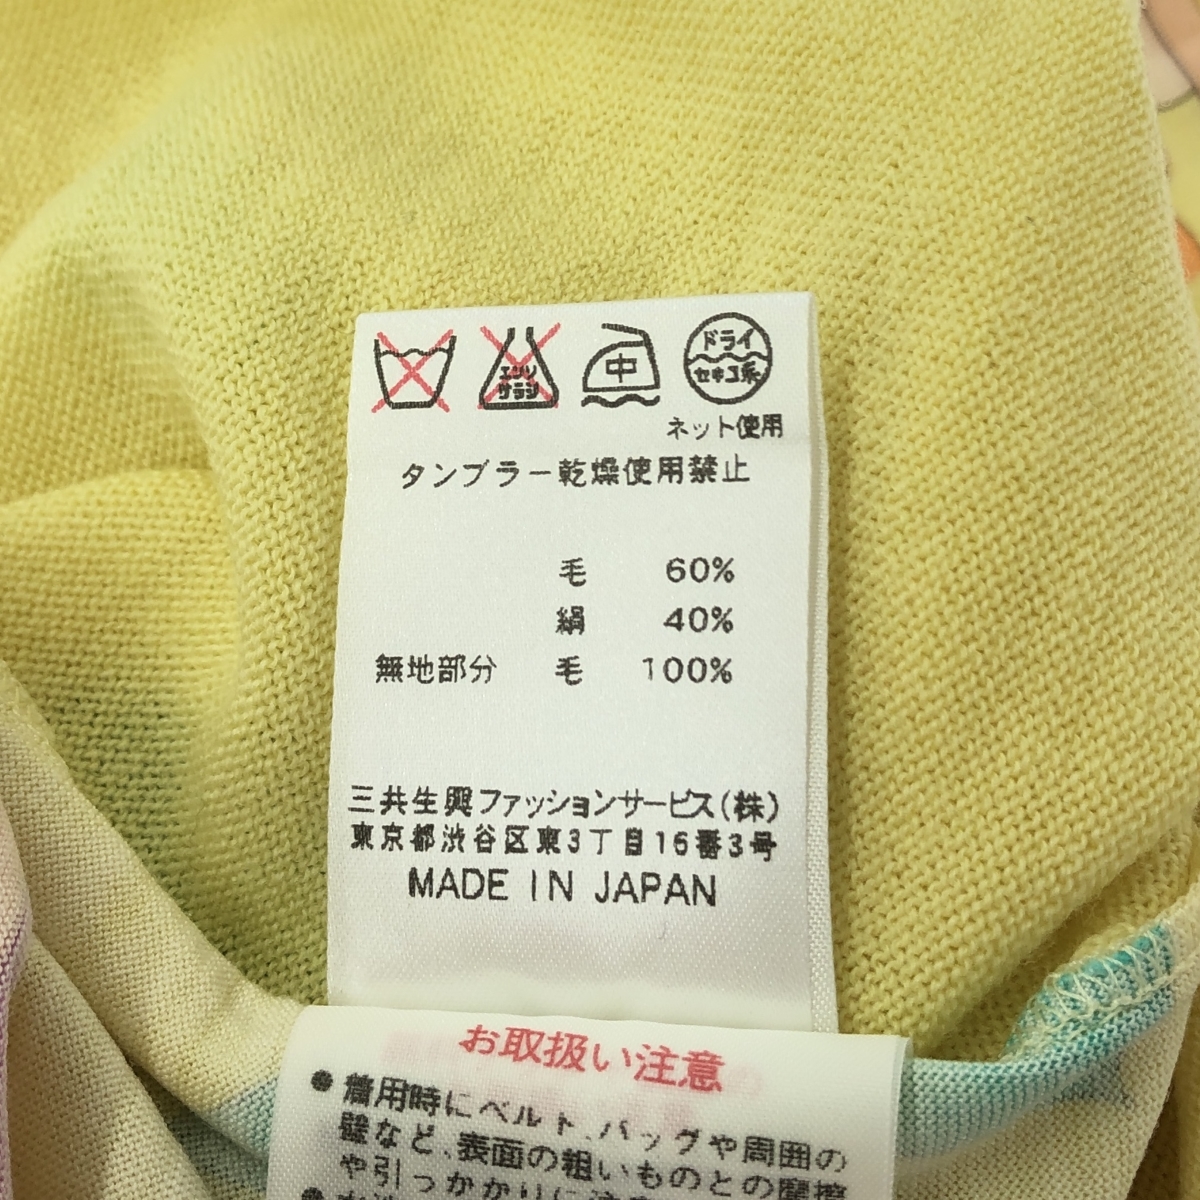 エンソ
サラシ
中
ドライ
セキユ系
ネット使用
タンブラー乾燥使用禁止
毛 60%
絹 40%
無地部分 毛 100%
三共生興ファッションサービス(株)
東京都渋谷区東3丁目16番3号
MADE IN JAPAN
お取扱い注意
●着用時にベルト、バッグや周囲の
壁など、表面の粗いものとの摩擦
や引っかかりに注意